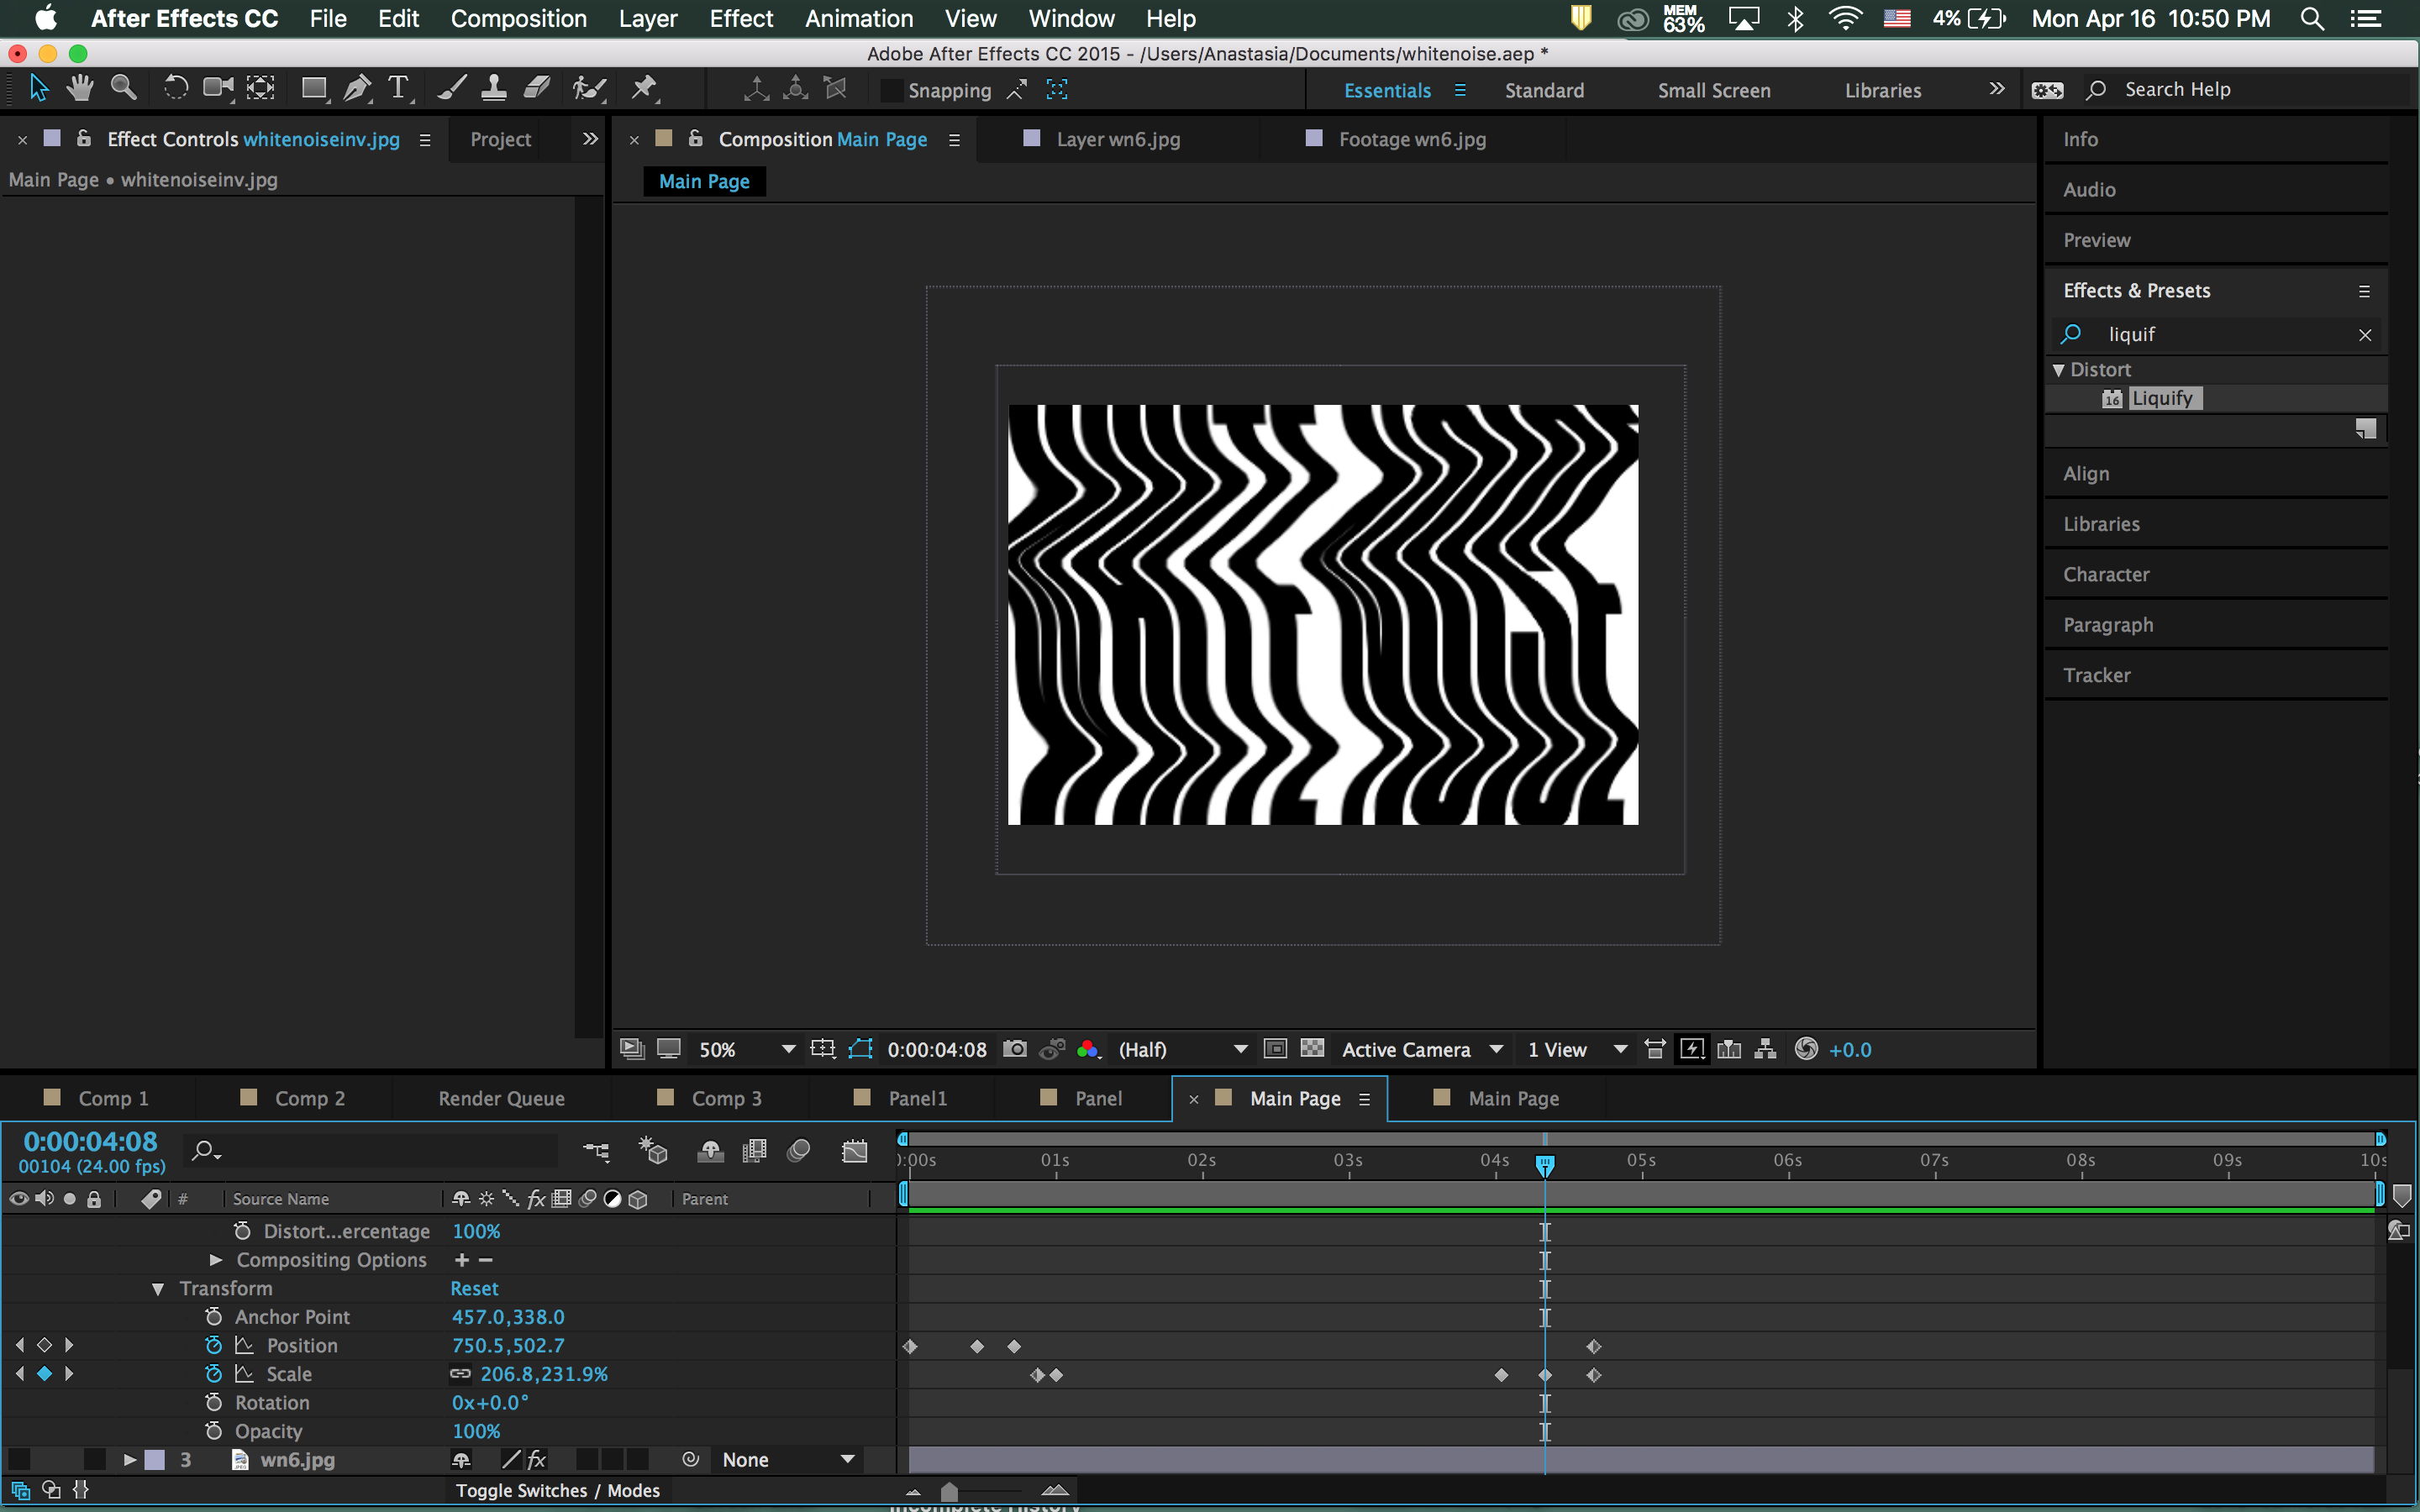 After Effects CC File Edit Composition Layer Effect Animation View Window Help MEM 63% 4% Mon Apr 16 10:50 PM
Adobe After Effects CC 2015 - /Users/Anastasia/Documents/whitenoise.aep *
Snapping Essentials Standard Small Screen Libraries Search Help
Effect Controls whitenoiseinv.jpg Project Composition Main Page Layer wn6.jpg Footage wn6.jpg Info
Main Page • whitenoiseinv.jpg Main Page
Audio
Preview
Effects & Presets
liquif
Distort
16 Liquify
Align
Libraries
Character
Paragraph
Tracker
50% 0:00:04:08 (Half) Active Camera 1 View +0.0
Comp 1 Comp 2 Render Queue Comp 3 Panel1 Panel Main Page Main Page
0:00:04:08
00104 (24.00 fps)
):00s 01s 02s 03s 04s 05s 06s 07s 08s 09s 10s
# Source Name fx Parent
Distort...ercentage 100%
Compositing Options + −
Transform Reset
Anchor Point 457.0,338.0
Position 750.5,502.7
Scale 206.8,231.9%
Rotation 0x+0.0°
Opacity 100%
3 wn6.jpg fx None
Toggle Switches / Modes
Incomplete History